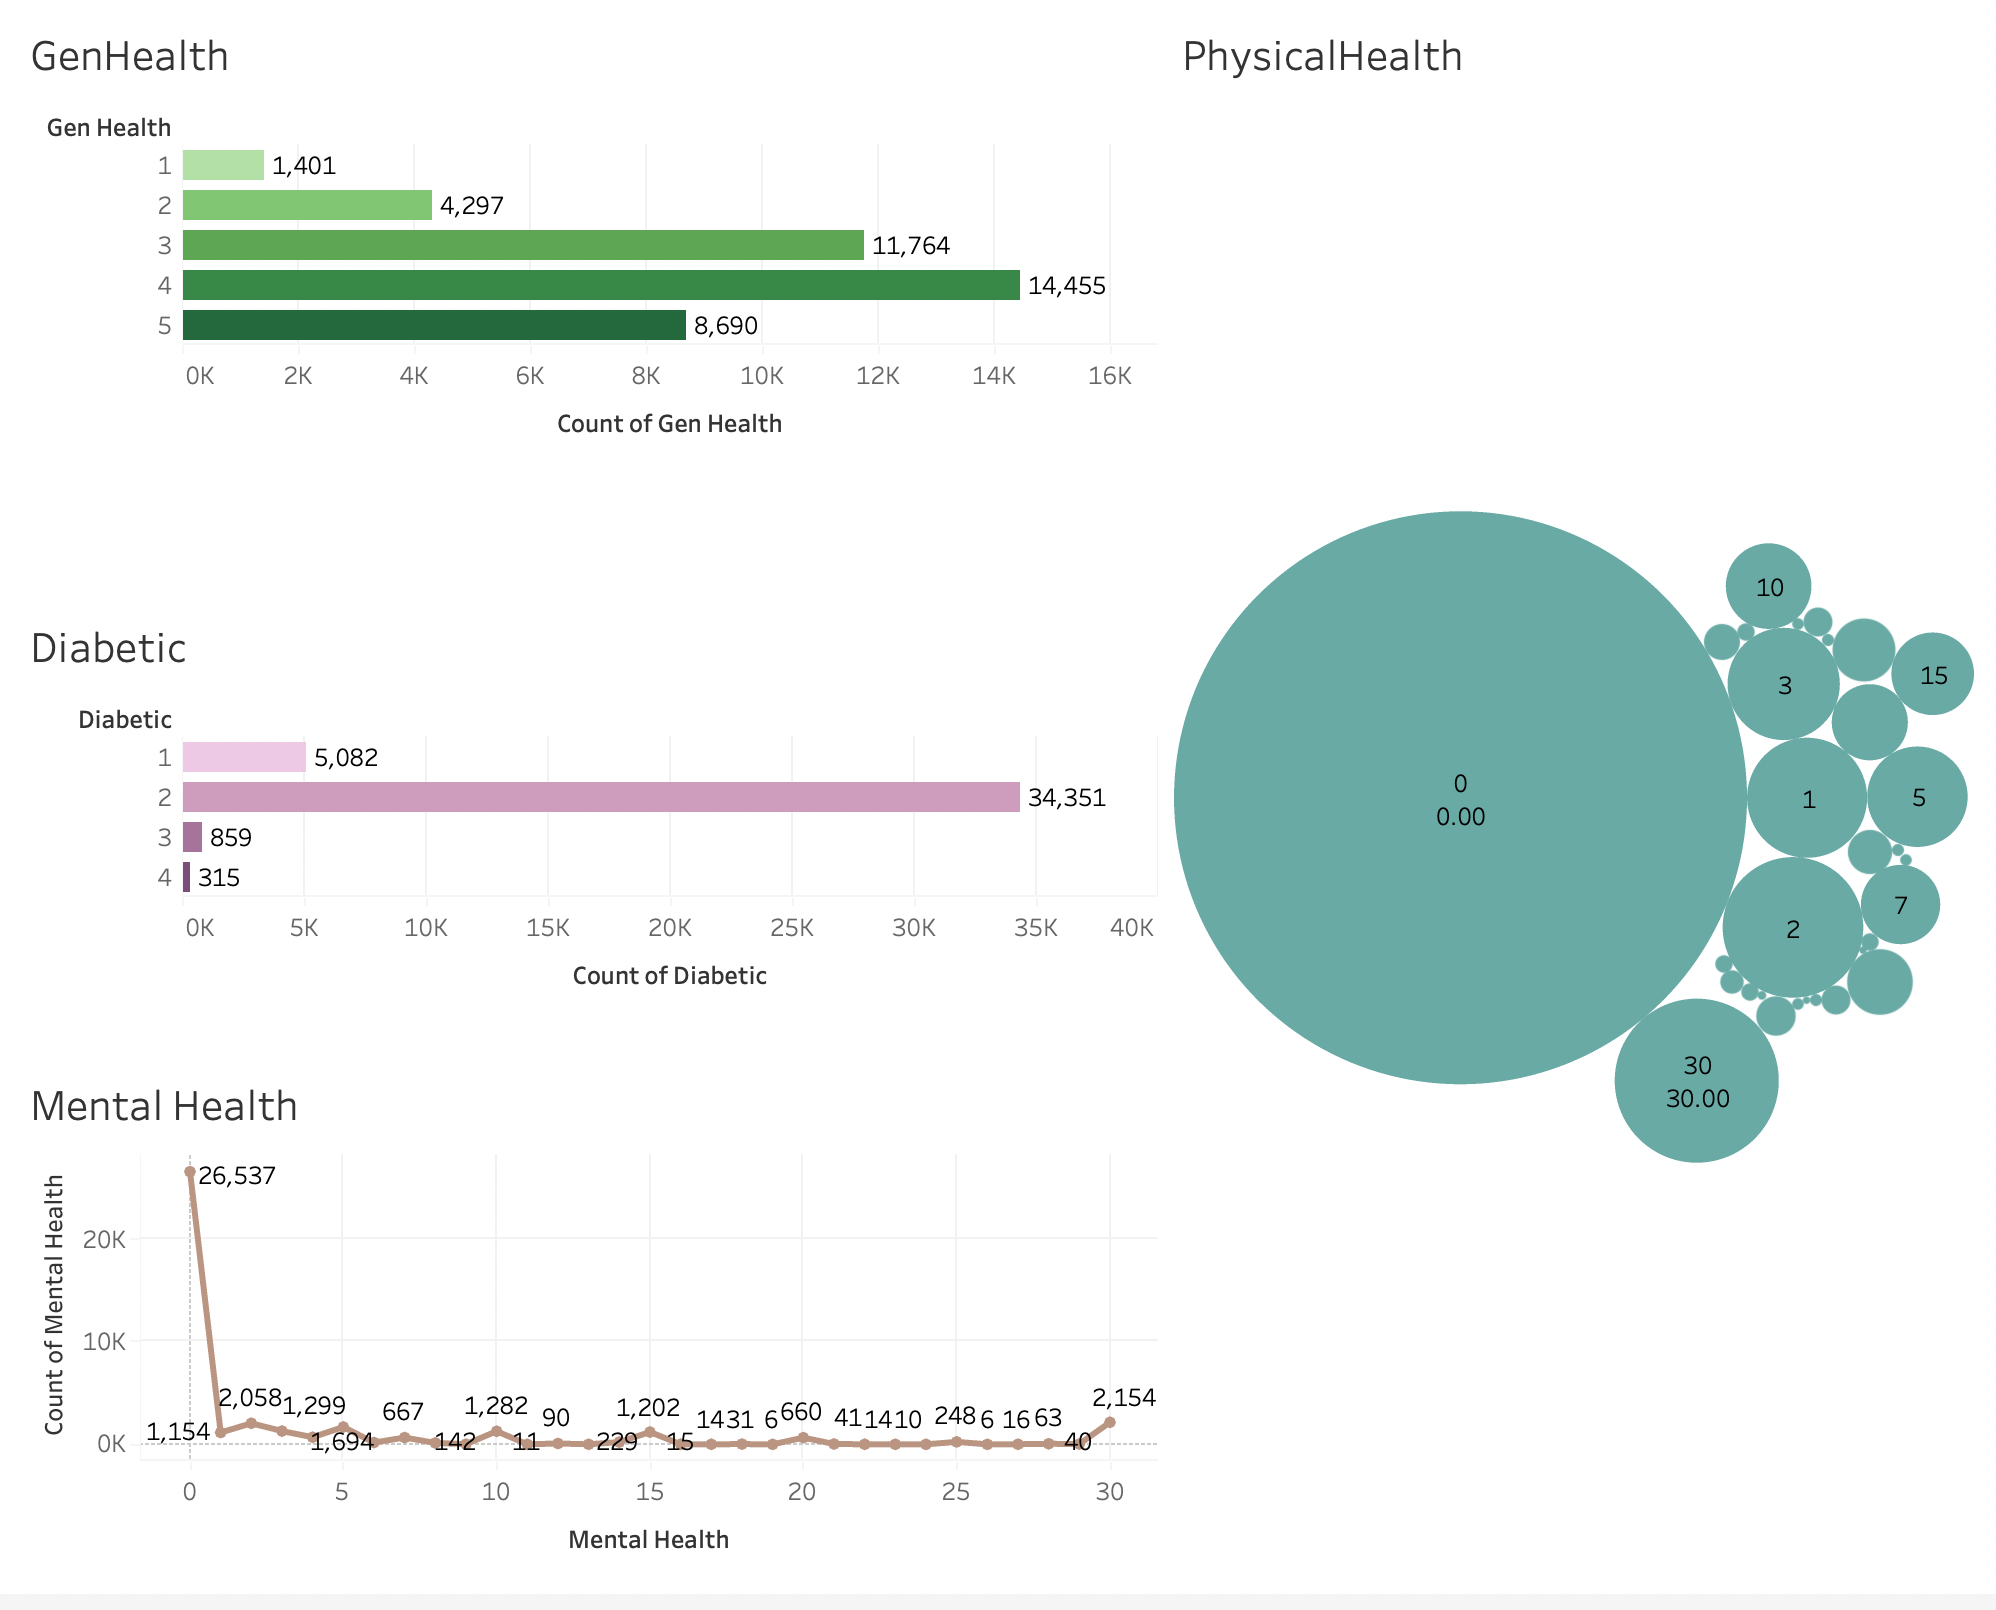 GenHealth
Gen Health
1 1,401
2 4,297
3 11,764
4 14,455
5 8,690
0K 2K 4K 6K 8K 10K 12K 14K 16K
Count of Gen Health
Diabetic
Diabetic
1 5,082
2 34,351
3 859
4 315
0K 5K 10K 15K 20K 25K 30K 35K 40K
Count of Diabetic
Mental Health
Count of Mental Health
20K
10K
0K
26,537
1,154 2,058 1,299 1,694 667 142 1,282 11 90 229 1,202 15 14 31 6 660 41 14 10 248 6 16 63 40 2,154
0 5 10 15 20 25 30
Mental Health
PhysicalHealth
0
0.00
10
3
15
1
5
7
2
30
30.00